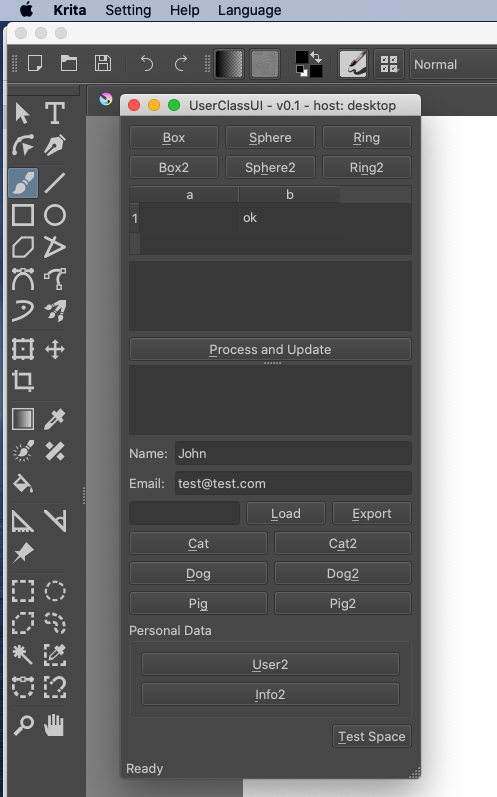 Krita Setting Help Language
Normal
UserClassUI - v0.1 - host: desktop
Box Sphere Ring
Box2 Sphere2 Ring2
a b
1 ok
Process and Update
Name: John
Email: test@test.com
Load Export
Cat Cat2
Dog Dog2
Pig Pig2
Personal Data
User2
Info2
Test Space
Ready